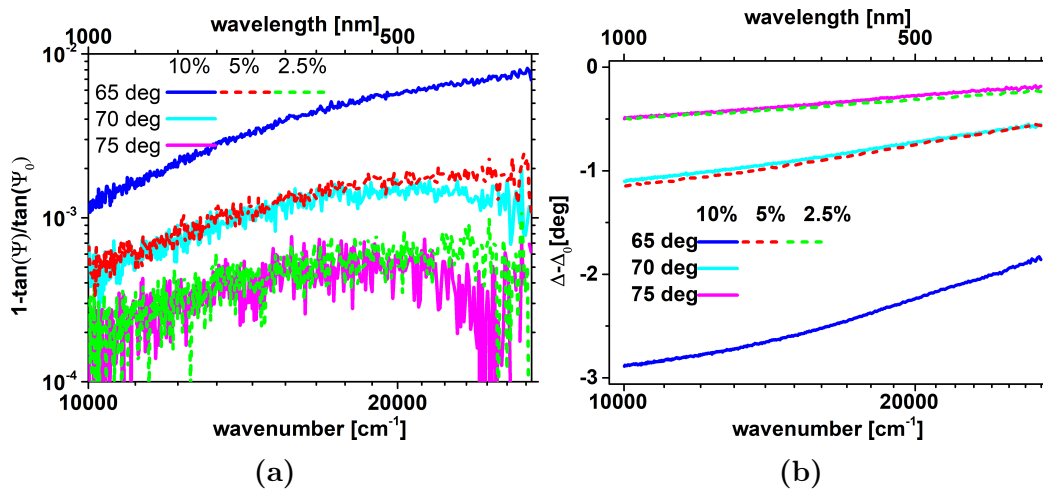 wavelength [nm]
1000 500
10⁻²
10% 5% 2.5%
65 deg
70 deg
75 deg
10⁻³
10⁻⁴
1-tan(Ψ)/tan(Ψ₀)
10000 20000
wavenumber [cm⁻¹]
(a)
wavelength [nm]
1000 500
0
-1
-2
-3
Δ-Δ₀[deg]
10% 5% 2.5%
65 deg
70 deg
75 deg
10000 20000
wavenumber [cm⁻¹]
(b)